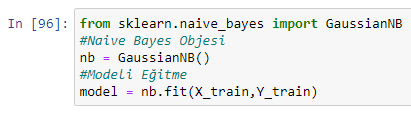 In [96]: from sklearn.naive_bayes import GaussianNB
#Naive Bayes Objesi
nb = GaussianNB()
#Modeli Eğitme
model = nb.fit(X_train,Y_train)